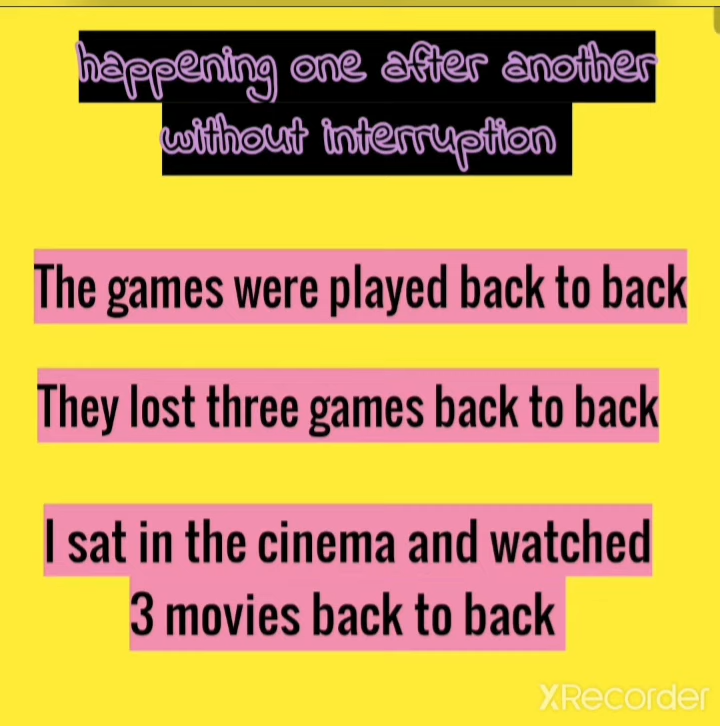 happening one after another
without interruption
The games were played back to back
They lost three games back to back
I sat in the cinema and watched
3 movies back to back
XRecorder